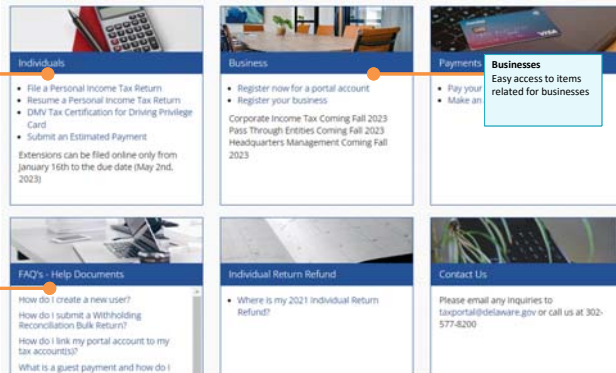 Individuals
• File a Personal Income Tax Return
• Resume a Personal Income Tax Return
• DMV Tax Certification for Driving Privilege
Card
• Submit an Estimated Payment
Extensions can be filed online only from
January 16th to the due date (May 2nd,
2023)
Business
• Register now for a portal account
• Register your business
Corporate Income Tax Coming Fall 2023
Pass Through Entities Coming Fall 2023
Headquarters Management Coming Fall
2023
VISA
Payments
• Pay your
• Make an
Businesses
Easy access to items
related for businesses
FAQ's - Help Documents
How do I create a new user?
How do I submit a Withholding
Reconciliation Bulk Return?
How do I link my portal account to my
tax account(s)?
What is a guest payment and how do I
Individual Return Refund
• Where is my 2021 Individual Return
Refund?
Contact Us
Please email any inquiries to
taxportal@delaware.gov or call us at 302-
577-8200